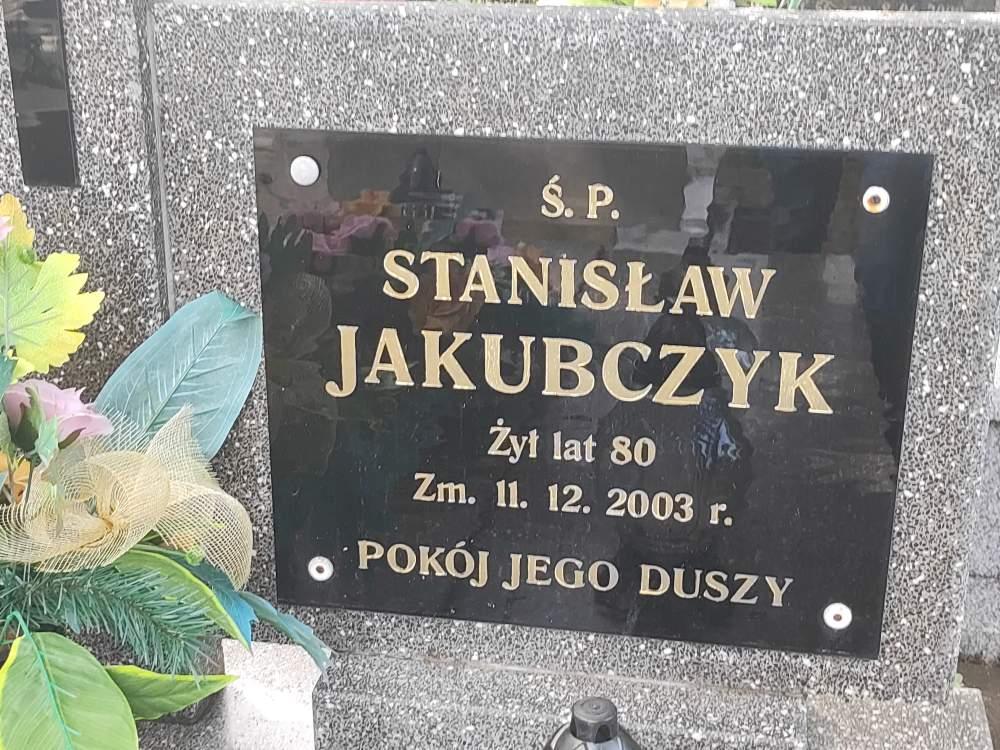 Ś. P.
STANISŁAW
JAKUBCZYK
Żył lat 80
Zm. 11. 12. 2003 r.
POKÓJ JEGO DUSZY